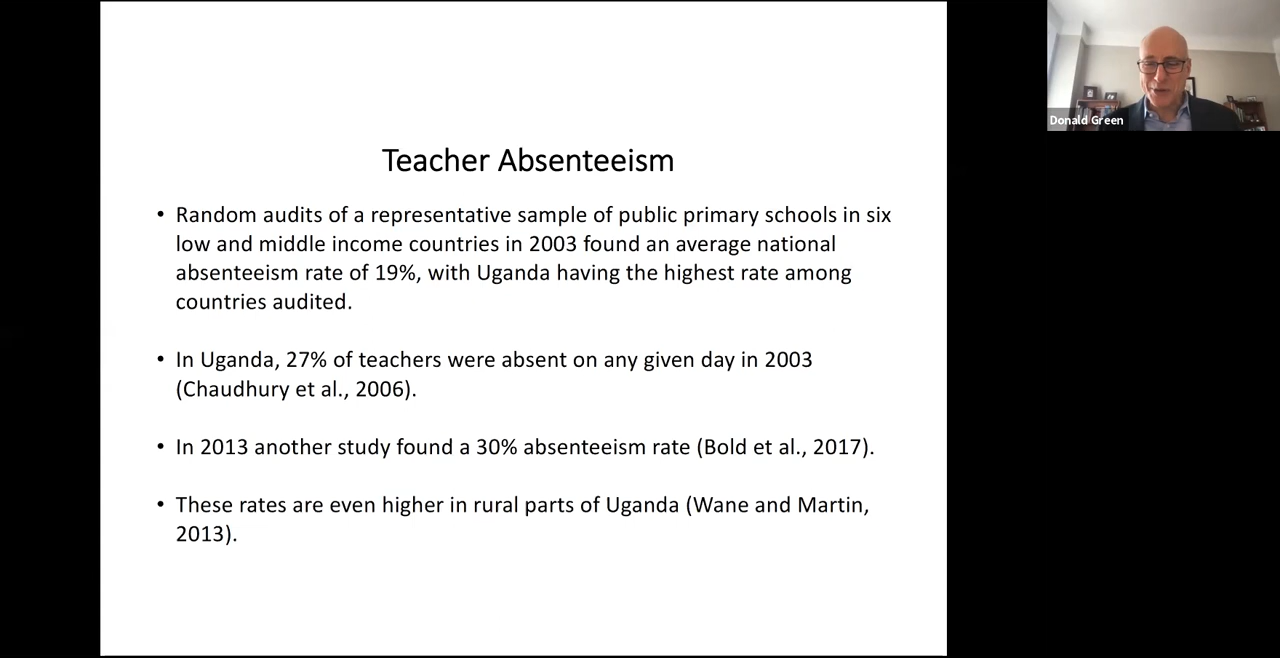 Teacher Absenteeism
• Random audits of a representative sample of public primary schools in six
low and middle income countries in 2003 found an average national
absenteeism rate of 19%, with Uganda having the highest rate among
countries audited.
• In Uganda, 27% of teachers were absent on any given day in 2003
(Chaudhury et al., 2006).
• In 2013 another study found a 30% absenteeism rate (Bold et al., 2017).
• These rates are even higher in rural parts of Uganda (Wane and Martin,
2013).
Donald Green